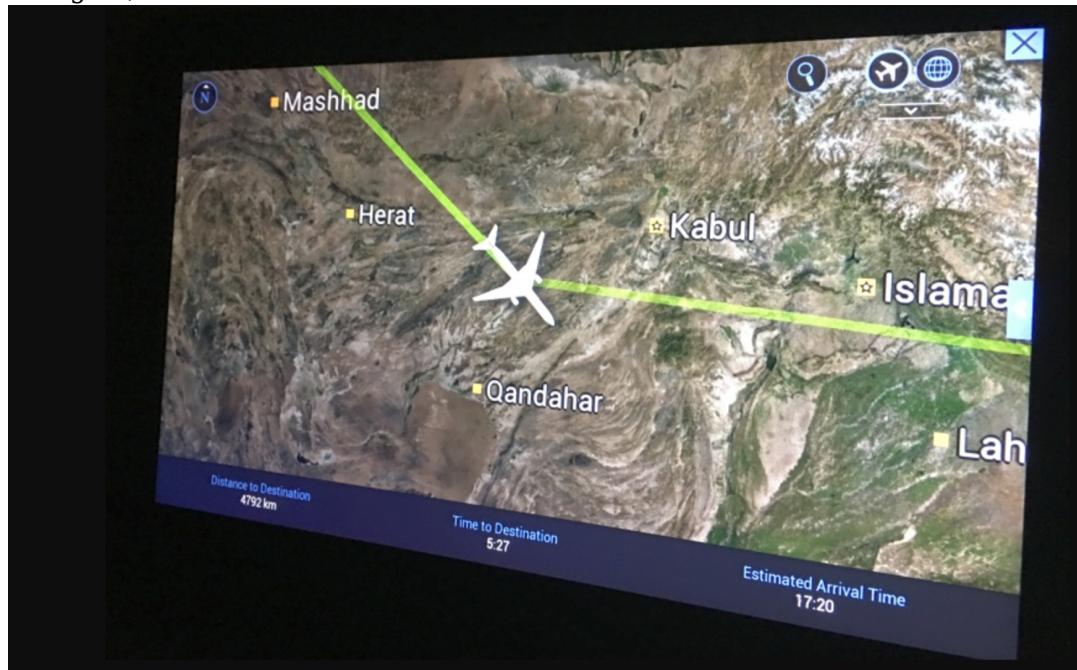 N
Mashhad
Herat
Kabul
Islama
Qandahar
Lah
Distance to Destination
4792 km
Time to Destination
5:27
Estimated Arrival Time
17:20